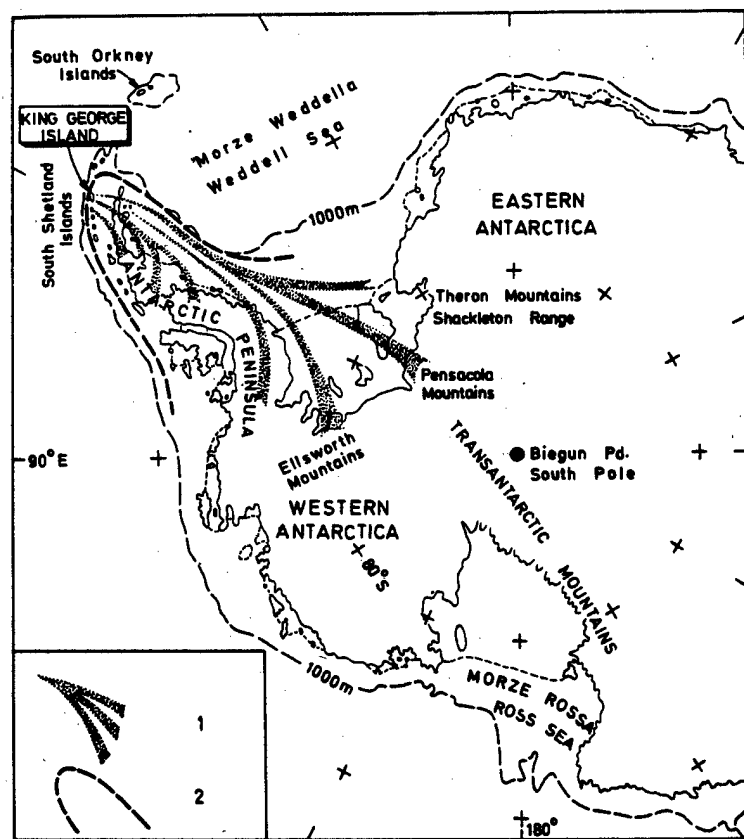 South Orkney
Islands
KING GEORGE
ISLAND
Morze Weddella
Weddell Sea
1000m
South Shetland
Islands
EASTERN
ANTARCTICA
ANTARCTIC
PENINSULA
Theron Mountains
Shackleton Range
Pensacola
Mountains
90°E
Ellsworth
Mountains
TRANSANTARCTIC
MOUNTAINS
Biegun Pd.
South Pole
WESTERN
ANTARCTICA
80°S
1000m
MORZE ROSSA
ROSS SEA
1
2
180°